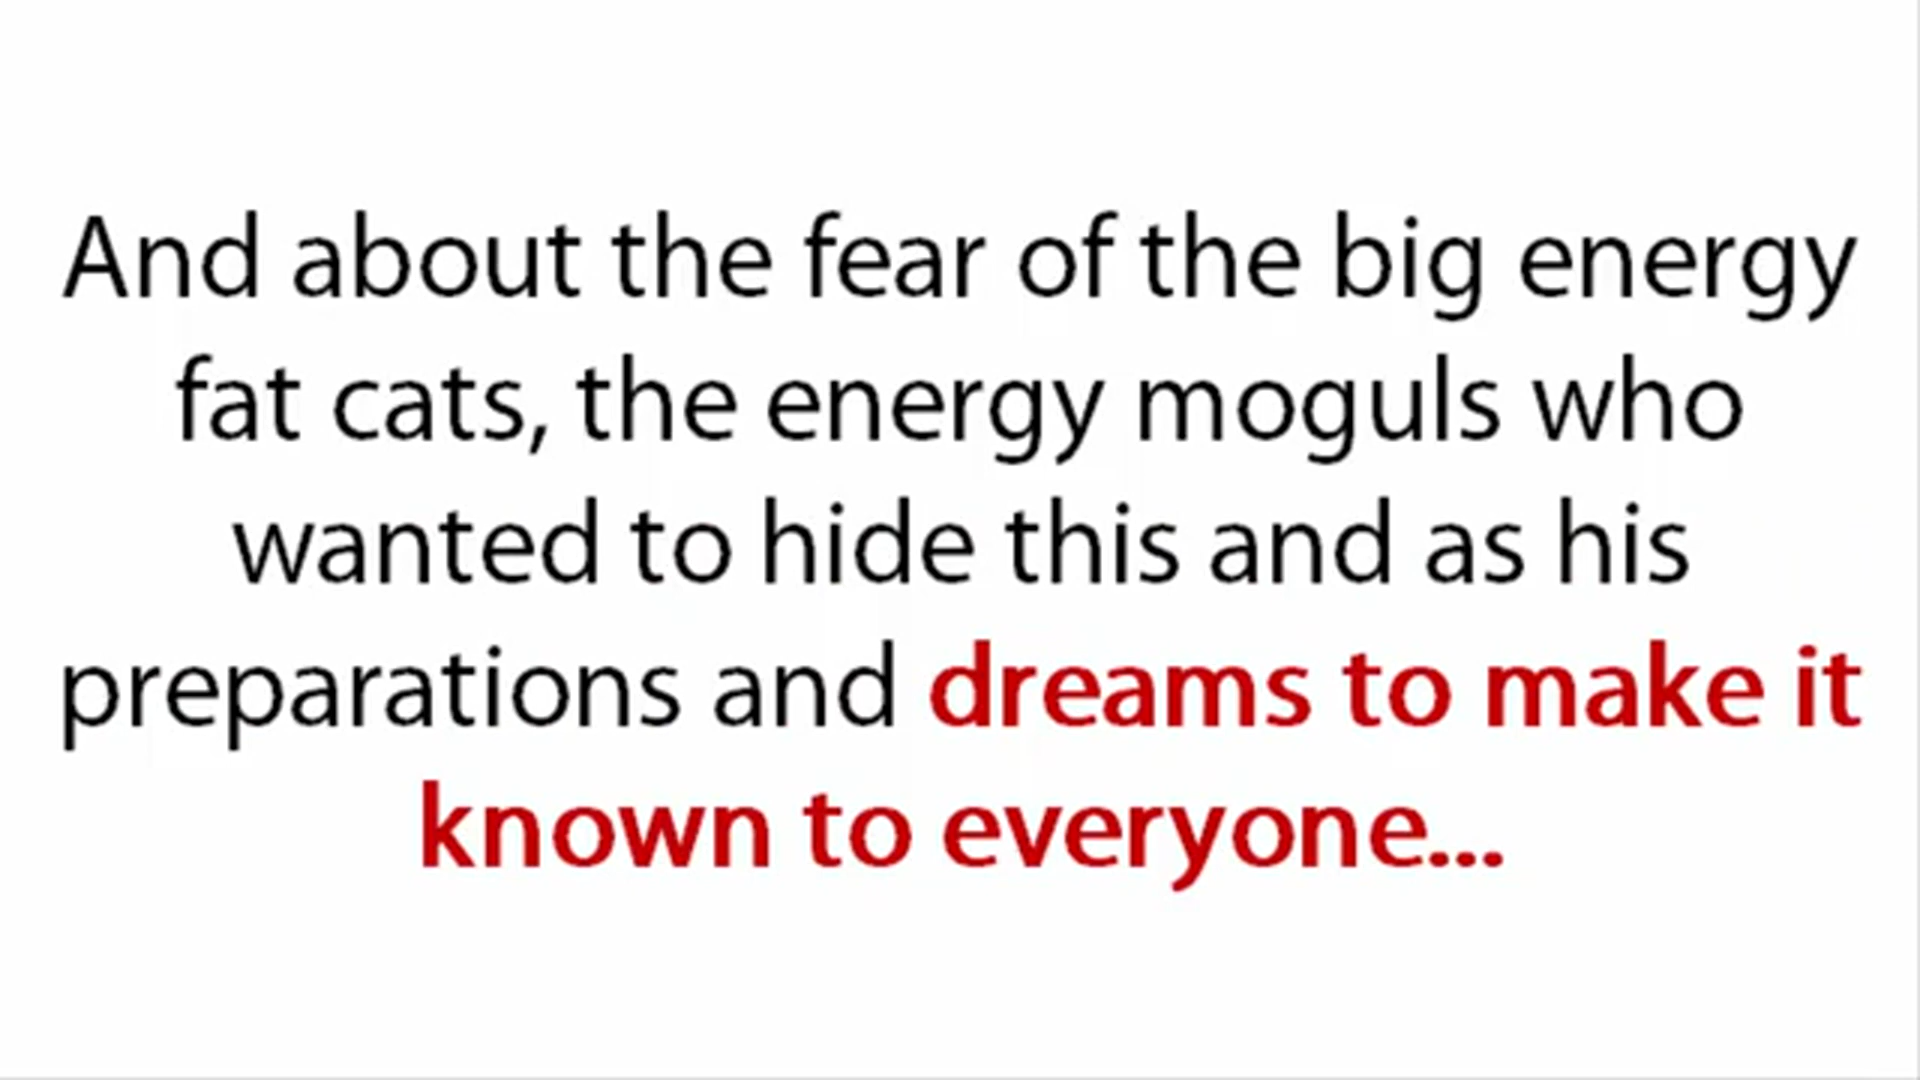 And about the fear of the big energy
fat cats, the energy moguls who
wanted to hide this and as his
preparations and dreams to make it
known to everyone...